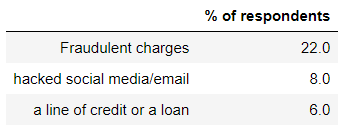 % of respondents
Fraudulent charges 22.0
hacked social media/email 8.0
a line of credit or a loan 6.0